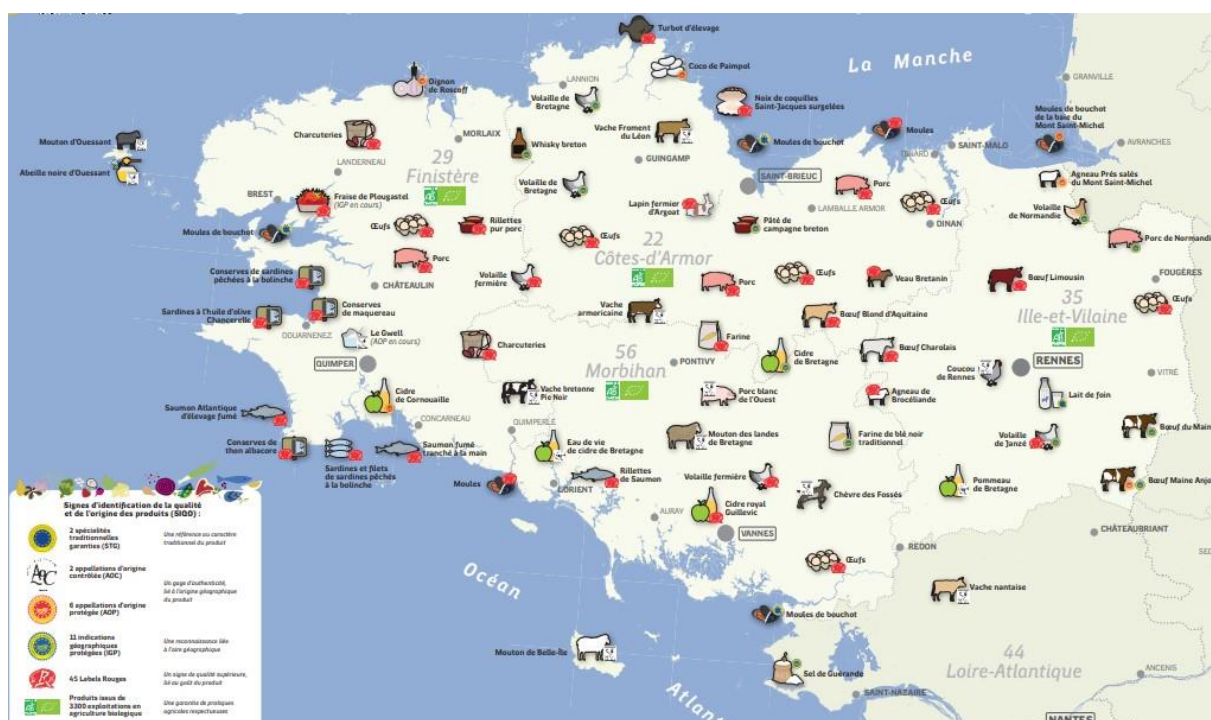 Turbot d'élevage
La Manche
GRANVILLE
Coco de Paimpol
LANNION
Oignon
de Roscoff
Volaille de
Bretagne
Noix de coquilles
Saint-Jacques surgelées
Moules de bouchot
de la baie du
Mont Saint-Michel
AVRANCHES
Mouton d'Ouessant
Charcuteries
MORLAIX
Whisky breton
Vache Froment
du Léon
Moules de bouchot
Moules
DINARD
SAINT-MALO
LANDERNEAU
29
Finistère
GUINGAMP
Abeille noire d'Ouessant
SAINT-BRIEUC
Porc
Agneau Prés salés
du Mont Saint-Michel
BREST
Fraise de Plougastel
(IGP en cours)
Volaille de
Bretagne
Lapin fermier
d'Argoat
LAMBALLE ARMOR
Œufs
Volaille
de Normandie
Moules de bouchot
Œufs
Rillettes
pur porc
Œufs
Pâté de
campagne breton
DINAN
Porc de Normandi
22
Côtes-d'Armor
Porc
Conserves de sardines
pêchées à la bolinche
CHÂTEAULIN
Volaille
fermière
Porc
Œufs
Veau Bretanin
Bœuf Limousin
FOUGÈRES
35
Ille-et-Vilaine
Œufs
Sardines à l'huile d'olive
Chancerelle
Conserves
de maquereau
Vache
armoricaine
Bœuf Blond d'Aquitaine
DOUARNENEZ
Le Gwell
(AOP en cours)
Charcuteries
56
Morbihan
Farine
PONTIVY
Cidre
de Bretagne
Bœuf Charolais
RENNES
QUIMPER
Coucou
de Rennes
VITRÉ
Cidre
de Cornouaille
Vache bretonne
Pie Noir
Porc blanc
de l'Ouest
Agneau de
Brocéliande
Lait de foin
Saumon Atlantique
d'élevage fumé
CONCARNEAU
QUIMPERLÉ
Conserves de
thon albacore
Sardines et filets
de sardines pêchés
à la bolinche
Saumon fumé
tranché à la main
Eau de vie
de cidre de Bretagne
Mouton des landes
de Bretagne
Farine de blé noir
traditionnel
Volaille
de Janzé
Bœuf du Main
Moules
LORIENT
Rillettes
de Saumon
Volaille fermière
Chèvre des Fossés
Pommeau
de Bretagne
Bœuf Maine Anjo
AURAY
Cidre royal
Guillevic
VANNES
CHÂTEAUBRIANT
REDON
Œufs
Océan
Vache nantaise
Moules de bouchot
Mouton de Belle-Île
Sel de Guérande
44
Loire-Atlantique
ANCENIS
SAINT-NAZAIRE
NANTES
Signes d'identification de la qualité
et de l'origine des produits (SIQO) :
2 spécialités
traditionnelles
garanties (STG)
Une référence au caractère
traditionnel du produit
AOC
2 appellations d'origine
contrôlée (AOC)
Un gage d'authenticité,
lié à l'origine géographique
du produit
6 appellations d'origine
protégée (AOP)
11 indications
géographiques
protégées (IGP)
Une reconnaissance liée
à l'aire géographique
45 Labels Rouges
Un signe de qualité supérieure,
lié au goût du produit
Produits issus de
3300 exploitations en
agriculture biologique
Une garantie de pratiques
agricoles respectueuses